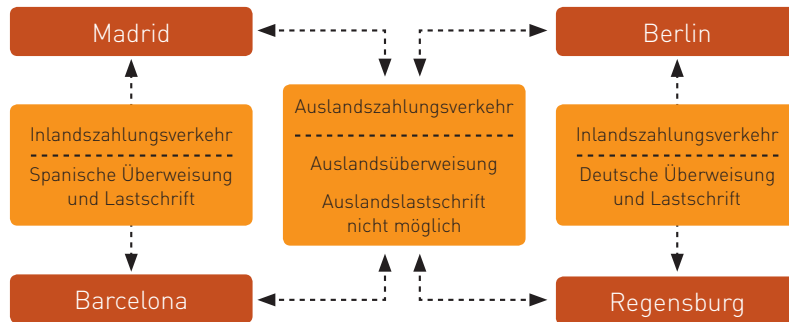 Madrid
Berlin
Auslandszahlungsverkehr
Auslandsüberweisung
Auslandslastschrift
nicht möglich
Inlandszahlungsverkehr
Spanische Überweisung
und Lastschrift
Inlandszahlungsverkehr
Deutsche Überweisung
und Lastschrift
Barcelona
Regensburg